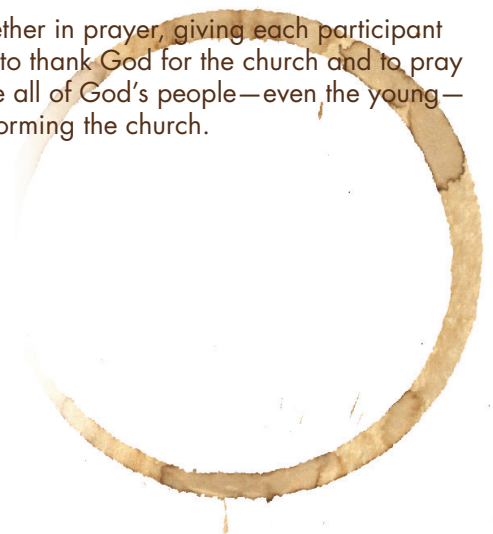 ether in prayer, giving each participant
to thank God for the church and to pray
e all of God's people—even the young—
orming the church.